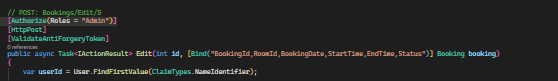 // POST: Bookings/Edit/5
[Authorize(Roles = "Admin")]
[HttpPost]
[ValidateAntiForgeryToken]
0 references
public async Task<IActionResult> Edit(int id, [Bind("BookingId,RoomId,BookingDate,StartTime,EndTime,Status")] Booking booking)
{
var userId = User.FindFirstValue(ClaimTypes.NameIdentifier);